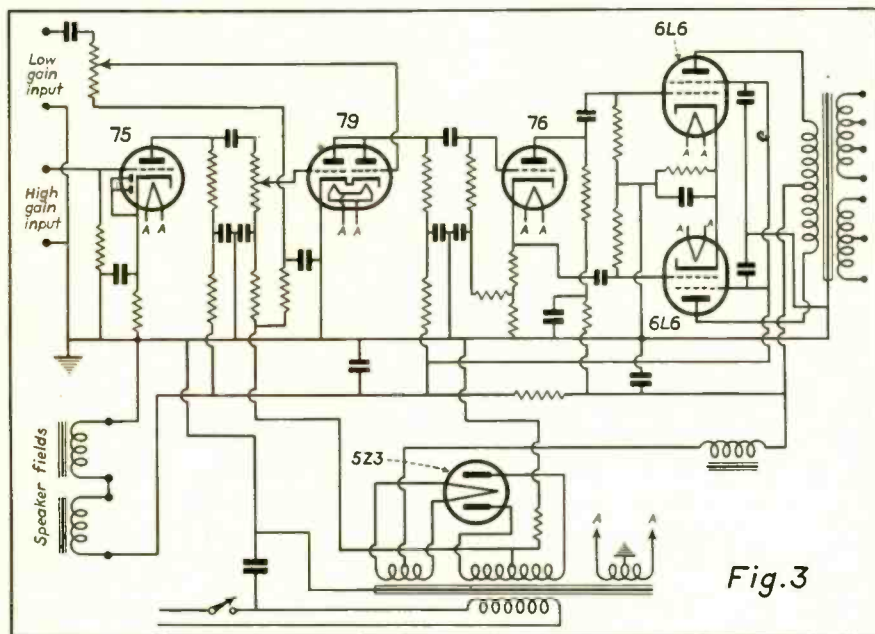 6L6
Low gain
input
75
79
76
High gain
input
A
A
A
A
A
A
A
A
A
A
6L6
Speaker fields
5Z3
A
A
Fig.3